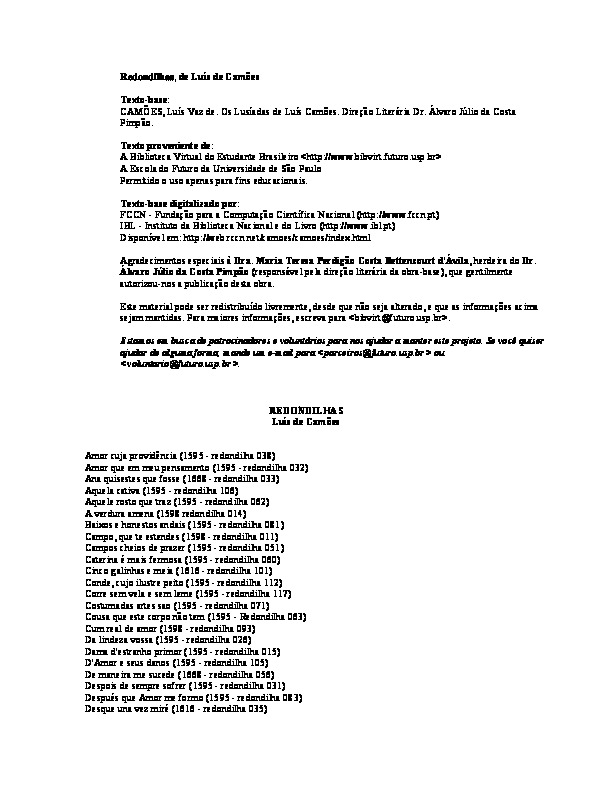 Redondilhas, de Luís de Camões
Texto-base:
CAMÕES, Luís Vaz de. Os Lusíadas de Luís Camões. Direção Literária Dr. Álvaro Júlio da Costa
Pimpão.
Texto proveniente de:
A Biblioteca Virtual do Estudante Brasileiro <http://www.bibvirt.futuro.usp.br>
A Escola do Futuro da Universidade de São Paulo
Permitido o uso apenas para fins educacionais.
Texto-base digitalizado por:
FCCN - Fundação para a Computação Científica Nacional (http://www.fccn.pt)
IBL - Instituto da Biblioteca Nacional e do Livro (http://www.ibl.pt)
Disponível em: http://web.rccn.net/camoes/camoes/index.html
Agradecimentos especiais à Dra. Maria Teresa Perdigão Costa Bettencourt d'Ávila, herdeira do Dr.
Álvaro Júlio da Costa Pimpão (responsável pela direção literária da obra-base), que gentilmente
autorizou-nos a publicação desta obra.
Este material pode ser redistribuído livremente, desde que não seja alterado, e que as informações acima
sejam mantidas. Para maiores informações, escreva para <bibvirt@futuro.usp.br>.
Estamos em busca de patrocinadores e voluntários para nos ajudar a manter este projeto. Se você quiser
ajudar de alguma forma, mande um e-mail para <parceiros@futuro.usp.br> ou
<voluntario@futuro.usp.br>.
REDONDILHAS
Luís de Camões
Amor cuja providência (1595 - redondilha 038)
Amor que em meu pensamento (1595 - redondilha 032)
Ana quisestes que fosse (1668 - redondilha 033)
Aquela cativa (1595 - redondilha 106)
Aquele rosto que traz (1595 - redondilha 062)
A verdura amena (1598 redondilha 014)
Baixos e honestos andais (1595 - redondilha 081)
Campo, que te estendes (1598 - redondilha 011)
Campos cheios de prazer (1595 - redondilha 051)
Caterina é mais fermosa (1595 - redondilha 060)
Cinco galinhas e meia (1616 - redondilha 101)
Conde, cujo ilustre peito (1595 - redondilha 112)
Corre sem vela e sem leme (1595 - redondilha 117)
Costumadas artes sao (1595 - redondilha 071)
Cousa que este corpo não tem (1595 - Redondilha 063)
Cum real de amor (1598 - redondilha 093)
Da lindeza vossa (1595 - redondilha 026)
Dama d'estranho primor (1595 - redondilha 015)
D'Amor e seus danos (1595 - redondilha 105)
De maneira me sucede (1668 - redondilha 056)
Despois de sempre sofrer (1595 - redondilha 031)
Después que Amor me formo (1595 - redondilha 083)
Desque una vez miré (1616 - redondilha 035)